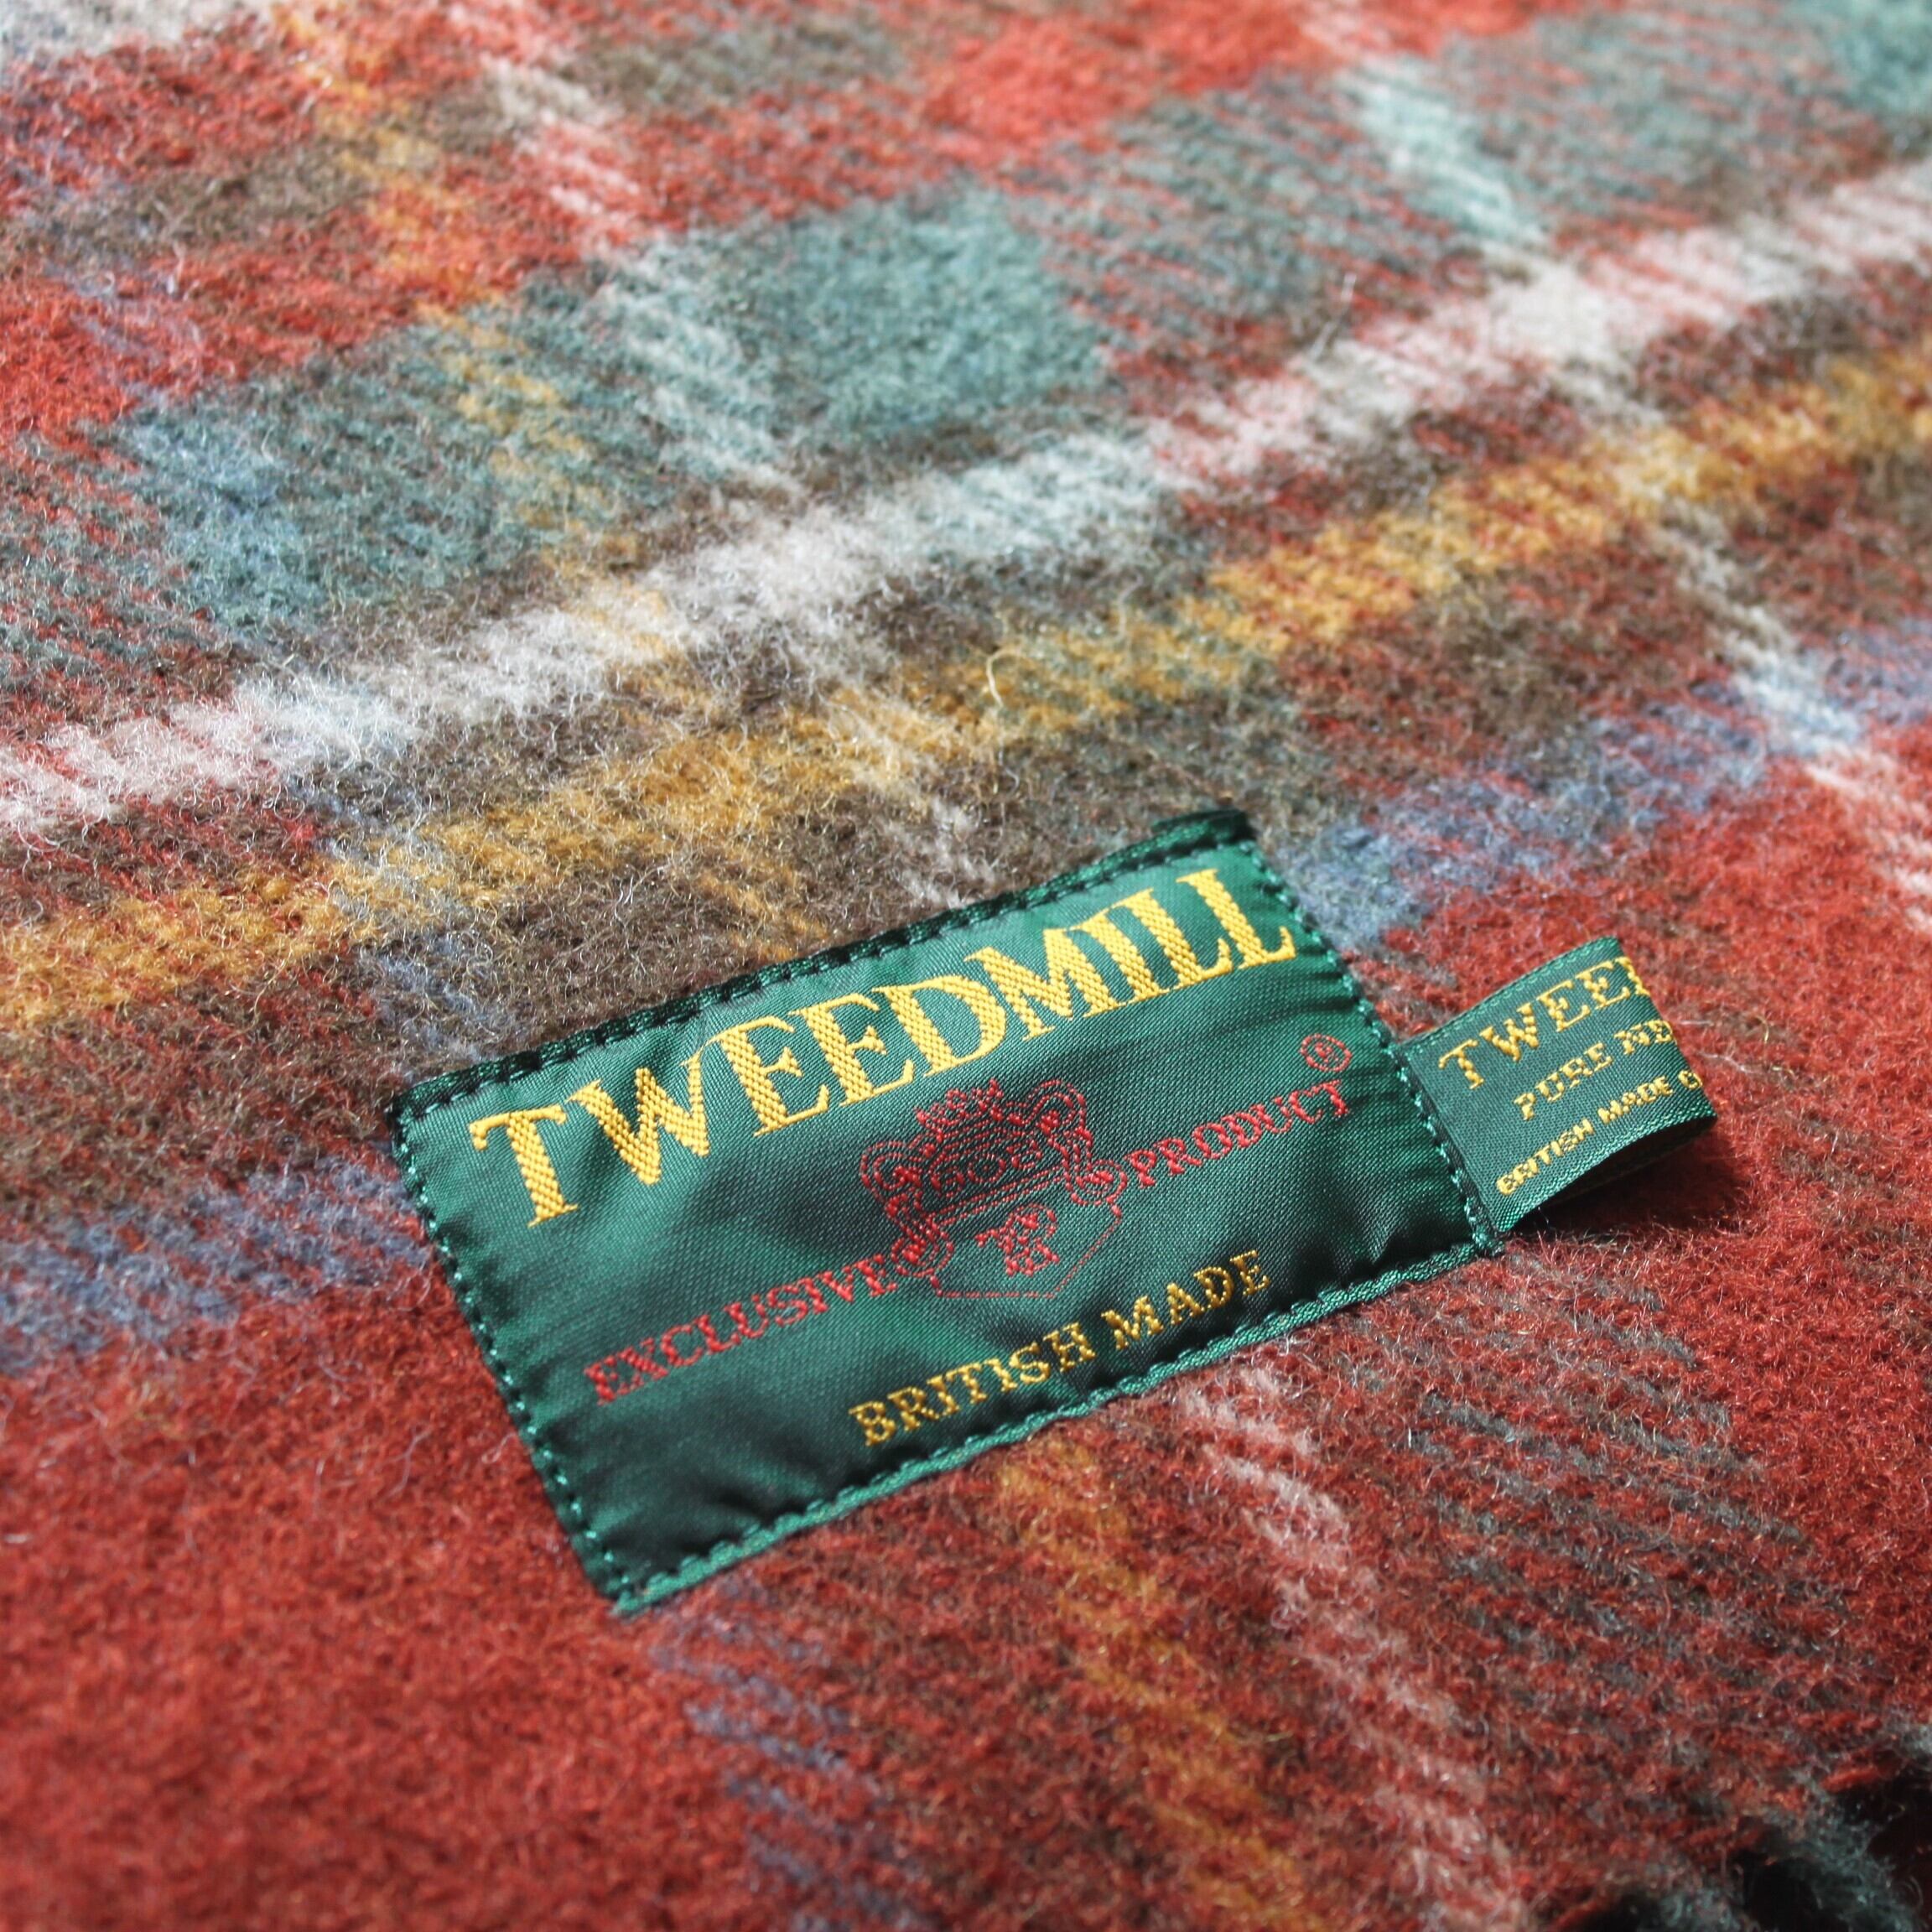 TWEEDMILL
®
EXCLUSIVE PRODUCT
BRITISH MADE
TWEED
PURE NE
BRITISH MADE